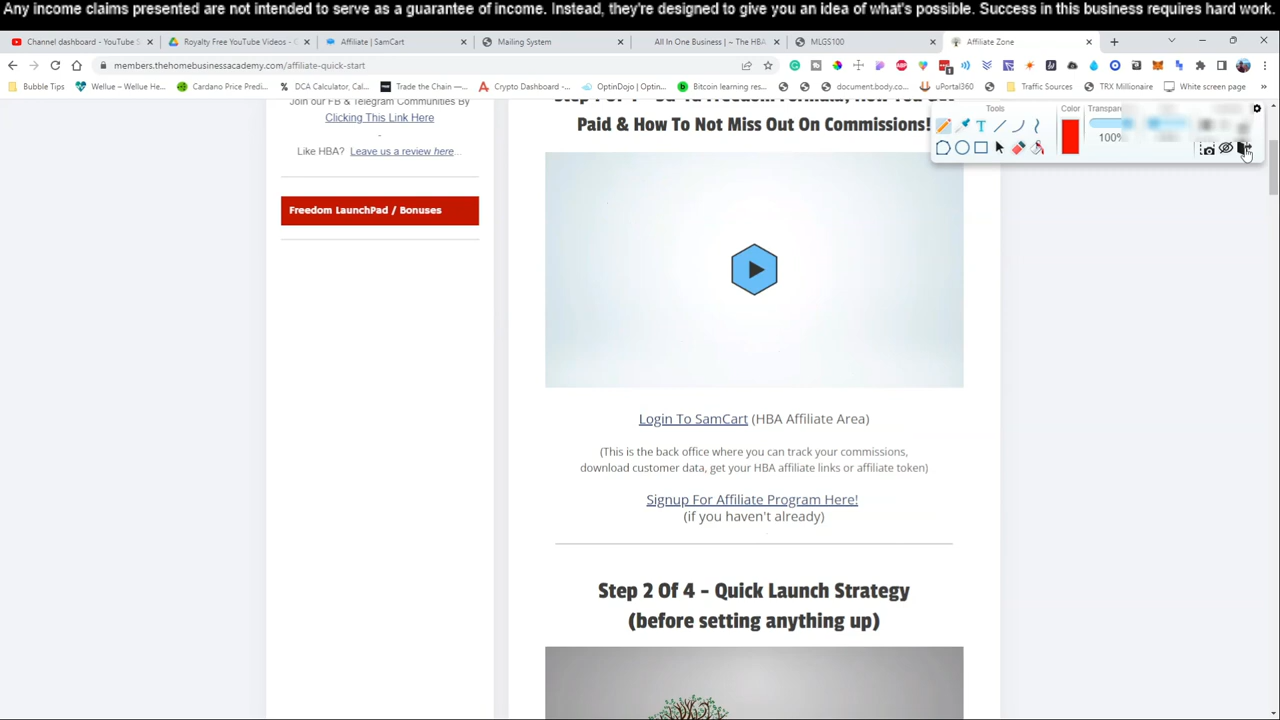 Any income claims presented are not intended to serve as a guarantee of income. Instead, they're designed to give you an idea of what's possible. Success in this business requires hard work.
Channel dashboard - YouTube S
Royalty Free YouTube Videos -
Affiliate | SamCart
Mailing System
All In One Business | ~ The HBA
MLGS100
Affiliate Zone
members.thehomebusinessacademy.com/affiliate-quick-start
Bubble Tips
Wellue – Wellue He...
Cardano Price Predi...
DCA Calculator, Cal...
Trade the Chain —...
Crypto Dashboard -...
OptinDojo | Optin...
Bitcoin learning res...
document.body.co...
uPortal360
Traffic Sources
TRX Millionaire
White screen page
Join our FB & Telegram Communities By
Clicking This Link Here
-
Like HBA? Leave us a review here...
Freedom LaunchPad / Bonuses
Paid & How To Not Miss Out On Commissions!
Tools
Color
Transpare
100%
Login To SamCart (HBA Affiliate Area)
(This is the back office where you can track your commissions,
download customer data, get your HBA affiliate links or affiliate token)
Signup For Affiliate Program Here!
(if you haven't already)
Step 2 Of 4 - Quick Launch Strategy
(before setting anything up)